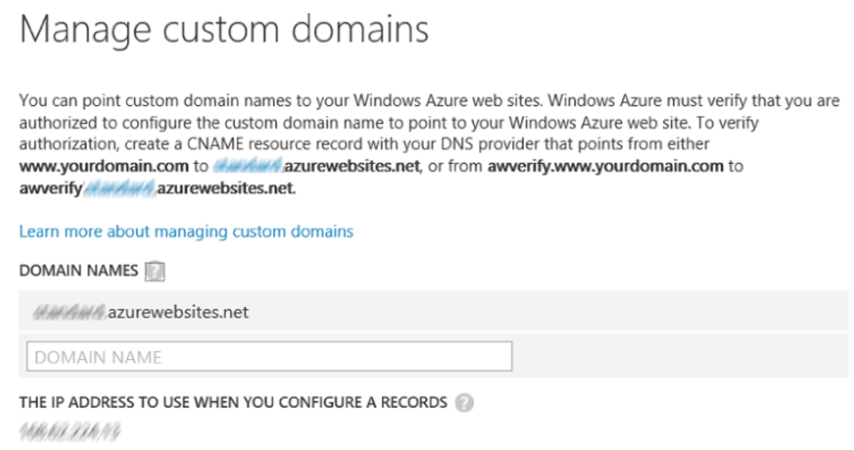 Manage custom domains
You can point custom domain names to your Windows Azure web sites. Windows Azure must verify that you are
authorized to configure the custom domain name to point to your Windows Azure web site. To verify
authorization, create a CNAME resource record with your DNS provider that points from either
www.yourdomain.com to .azurewebsites.net, or from awverify.www.yourdomain.com to
awverify .azurewebsites.net.
Learn more about managing custom domains
DOMAIN NAMES ?
.azurewebsites.net
DOMAIN NAME
THE IP ADDRESS TO USE WHEN YOU CONFIGURE A RECORDS ?